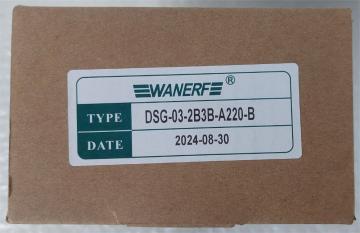 WANERF®
TYPE DSG-03-2B3B-A220-B
DATE 2024-08-30